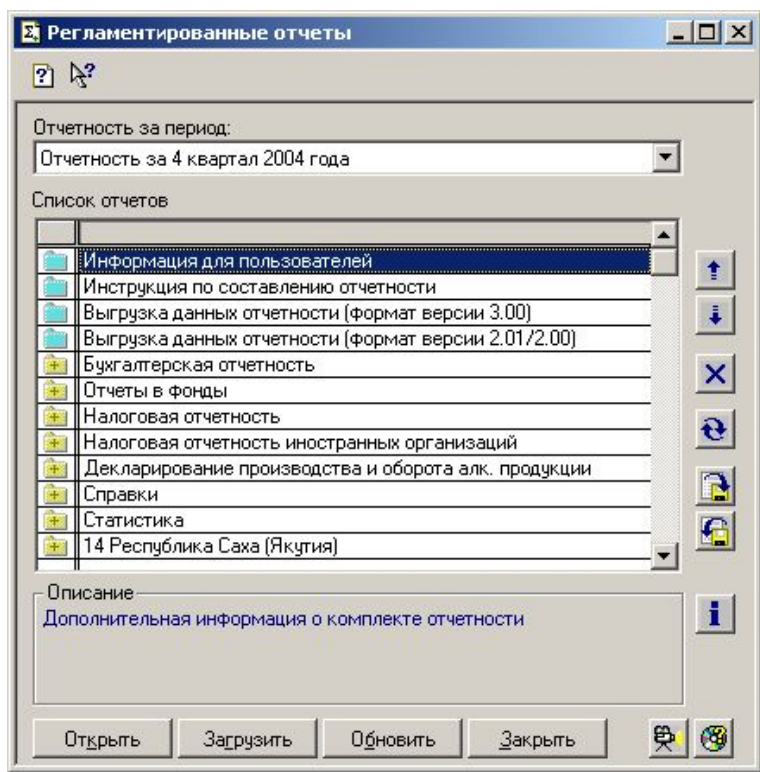 Регламентированные отчеты
Отчетность за период:
Отчетность за 4 квартал 2004 года
Список отчетов
Информация для пользователей
Инструкция по составлению отчетности
Выгрузка данных отчетности (формат версии 3.00)
Выгрузка данных отчетности (формат версии 2.01/2.00)
Бухгалтерская отчетность
Отчеты в фонды
Налоговая отчетность
Налоговая отчетность иностранных организаций
Декларирование производства и оборота алк. продукции
Справки
Статистика
14 Республика Саха (Якутия)
Описание
Дополнительная информация о комплекте отчетности
Открыть Загрузить Обновить Закрыть